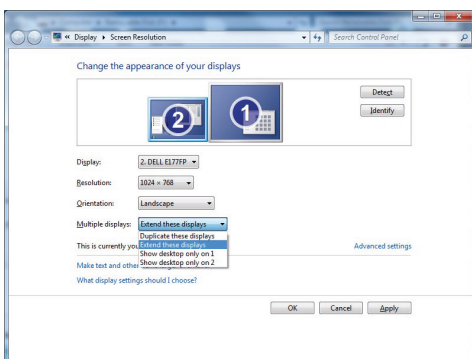 « Display ▸ Screen Resolution
Search Control Panel
Change the appearance of your displays
2
1
Detect
Identify
Display: 2. DELL E177FP
Resolution: 1024 × 768
Orientation: Landscape
Multiple displays: Extend these displays
Duplicate these displays
This is currently you Extend these displays Advanced settings
Show desktop only on 1
Make text and othe Show desktop only on 2
What display settings should I choose?
OK Cancel Apply